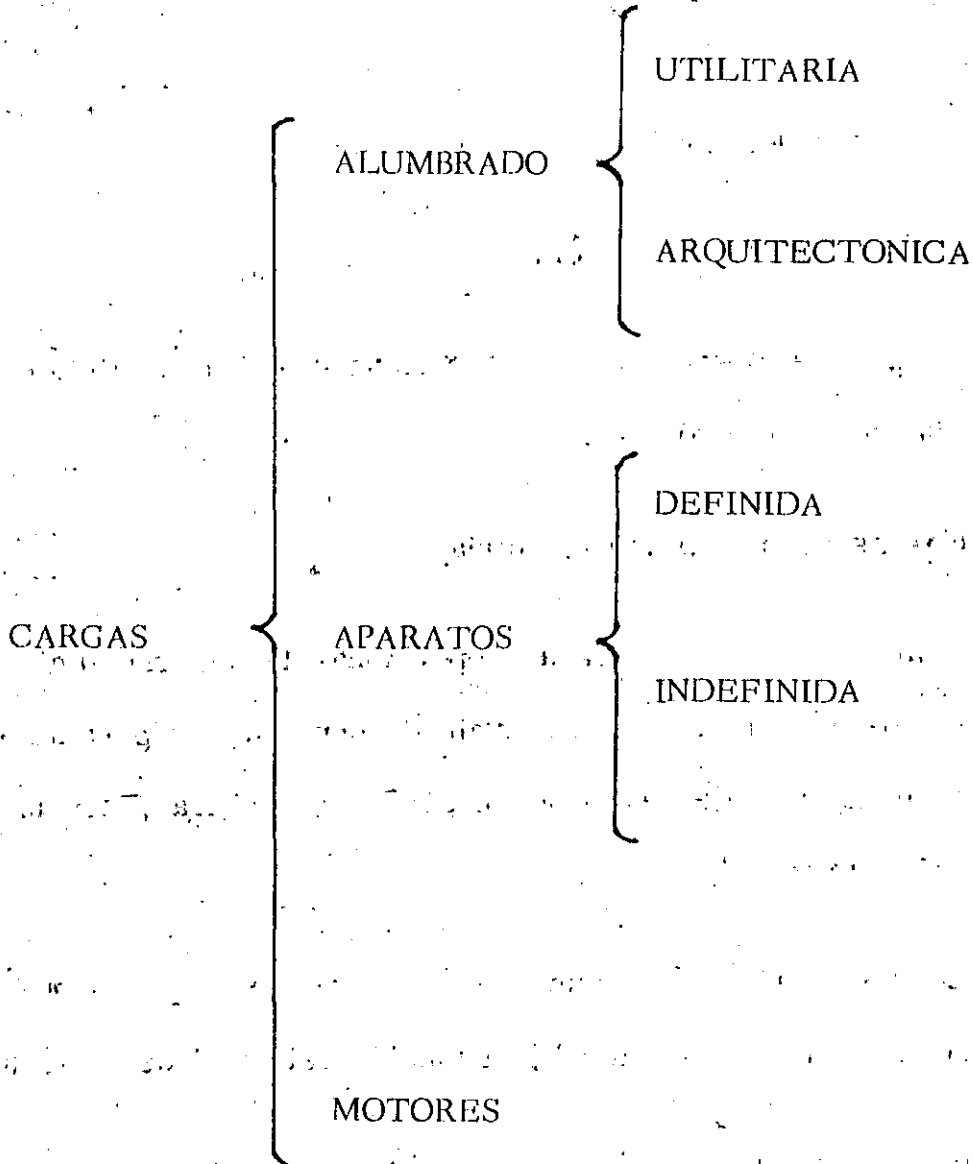 UTILITARIA
ALUMBRADO
ARQUITECTONICA
DEFINIDA
CARGAS
APARATOS
INDEFINIDA
MOTORES